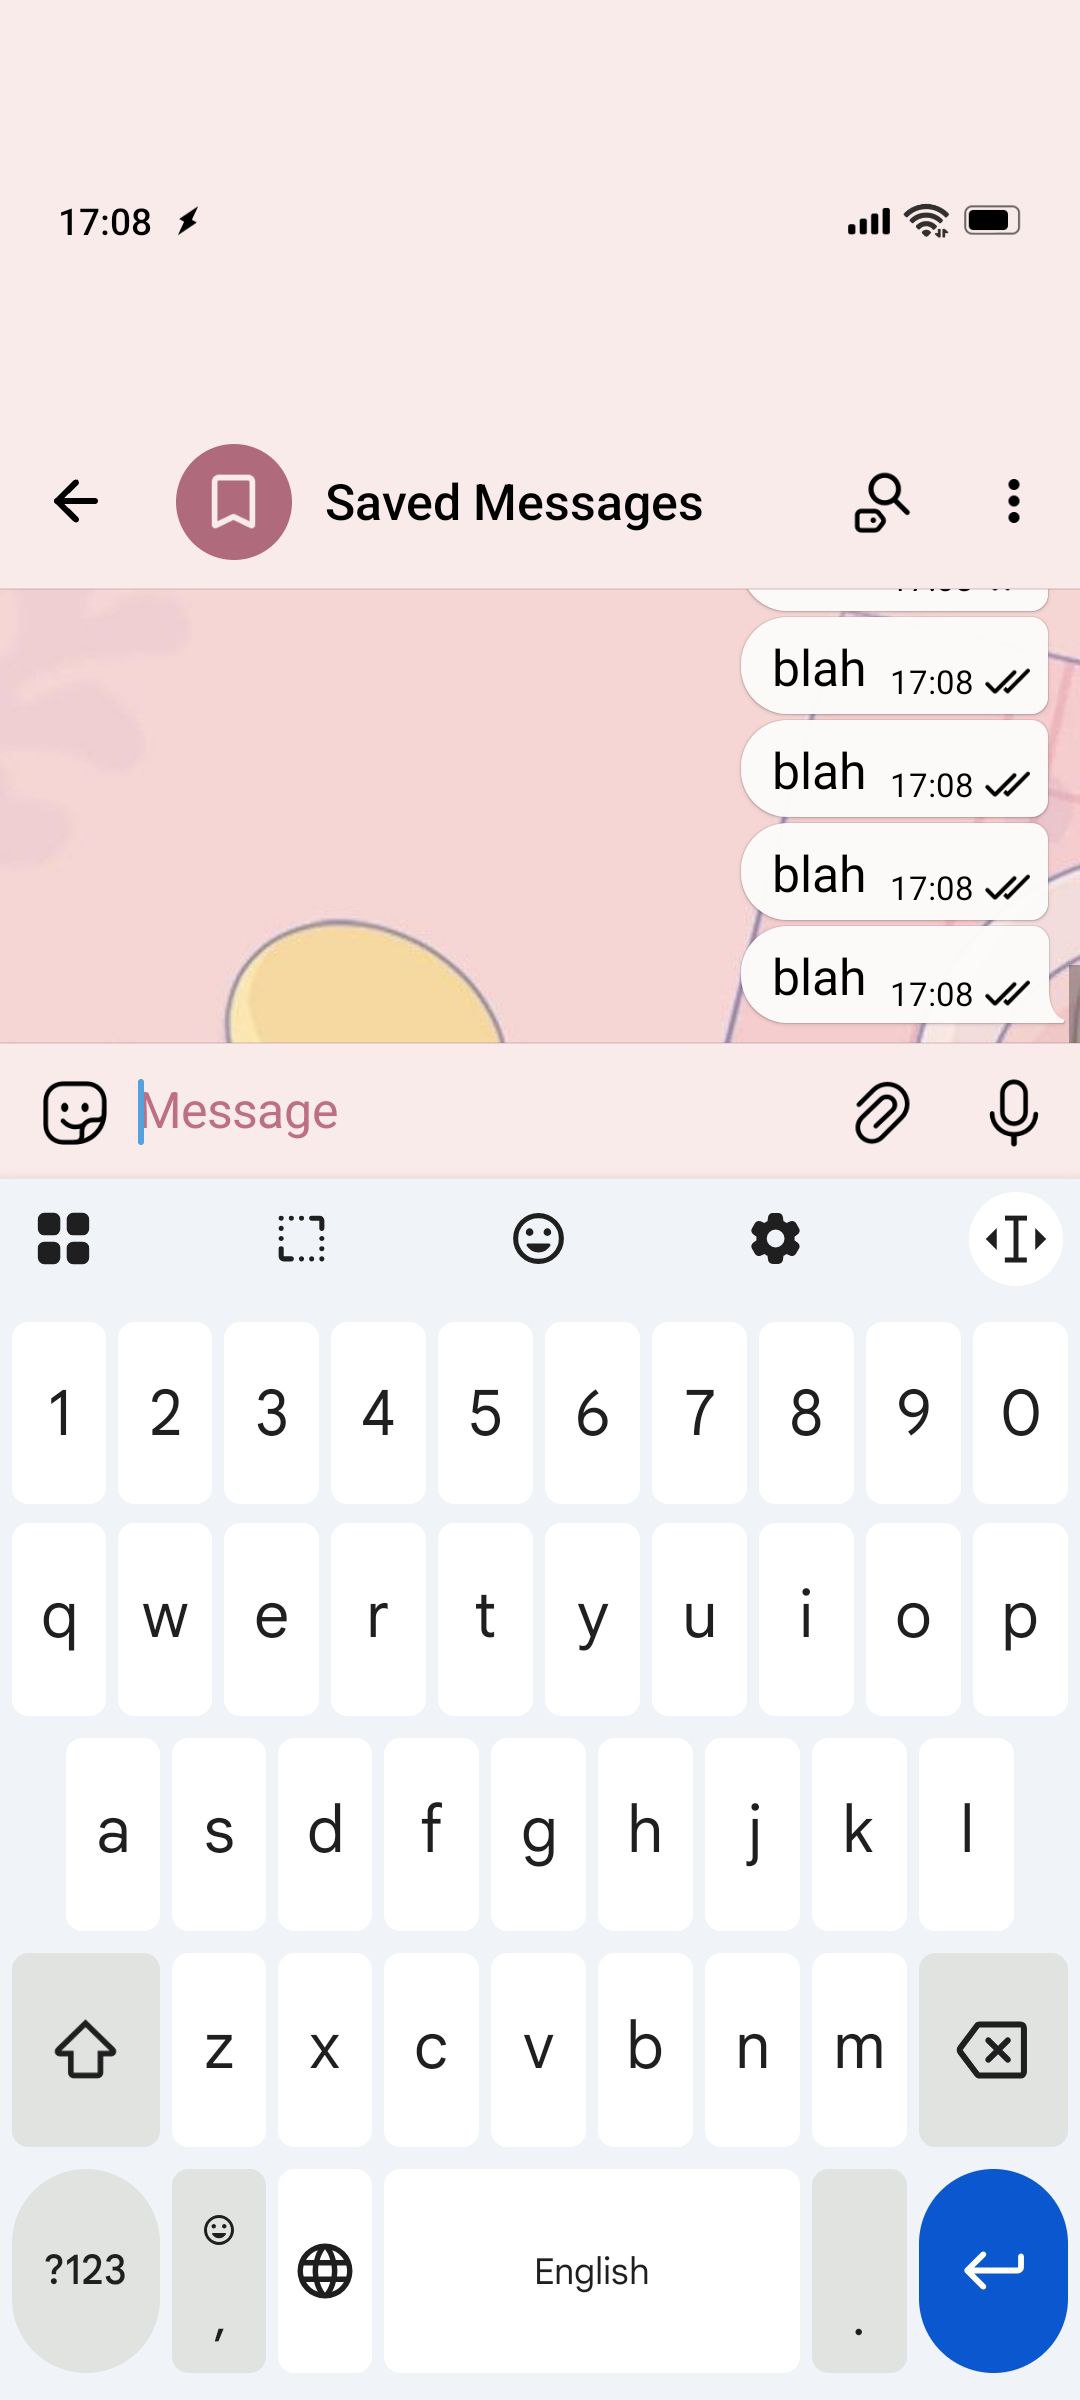 17:08
Saved Messages
blah 17:08
blah 17:08
blah 17:08
blah 17:08
Message
1 2 3 4 5 6 7 8 9 0
q w e r t y u i o p
a s d f g h j k l
z x c v b n m
?123 , English .